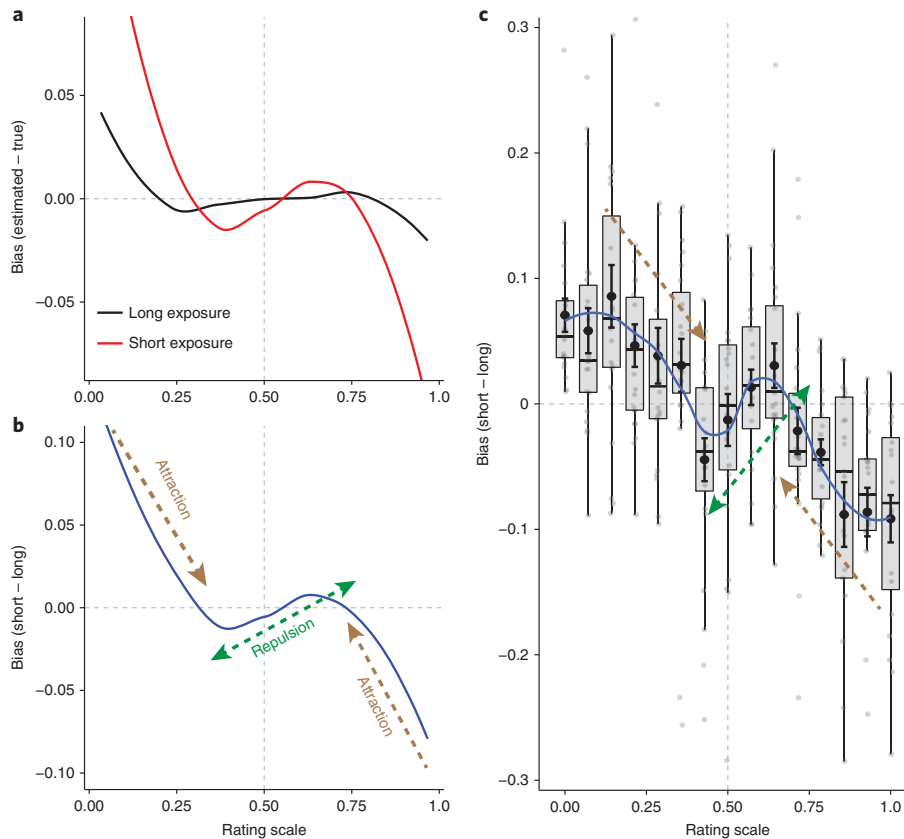 a
Bias (estimated – true)
0.05
0.00
–0.05
Long exposure
Short exposure
0.00
0.25
0.50
0.75
1.0
b
Bias (short – long)
0.10
0.05
0.00
–0.05
–0.10
Attraction
Repulsion
Attraction
0.00
0.25
0.50
0.75
1.0
Rating scale
c
Bias (short – long)
0.3
0.2
0.1
0
–0.1
–0.2
–0.3
0.00
0.25
0.50
0.75
1.0
Rating scale